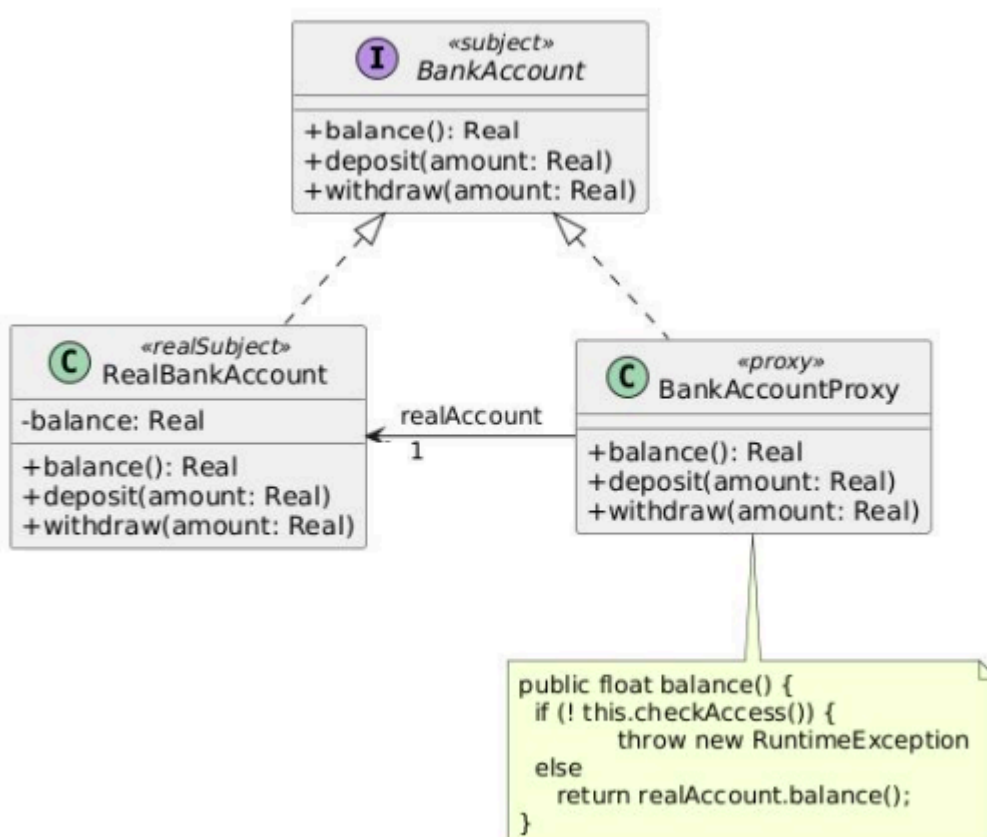 «subject»
I
BankAccount
+balance(): Real
+deposit(amount: Real)
+withdraw(amount: Real)
«realSubject»
C
RealBankAccount
-balance: Real
+balance(): Real
+deposit(amount: Real)
+withdraw(amount: Real)
realAccount
1
«proxy»
C
BankAccountProxy
+balance(): Real
+deposit(amount: Real)
+withdraw(amount: Real)
public float balance() {
if (! this.checkAccess()) {
throw new RuntimeException
else
return realAccount.balance();
}